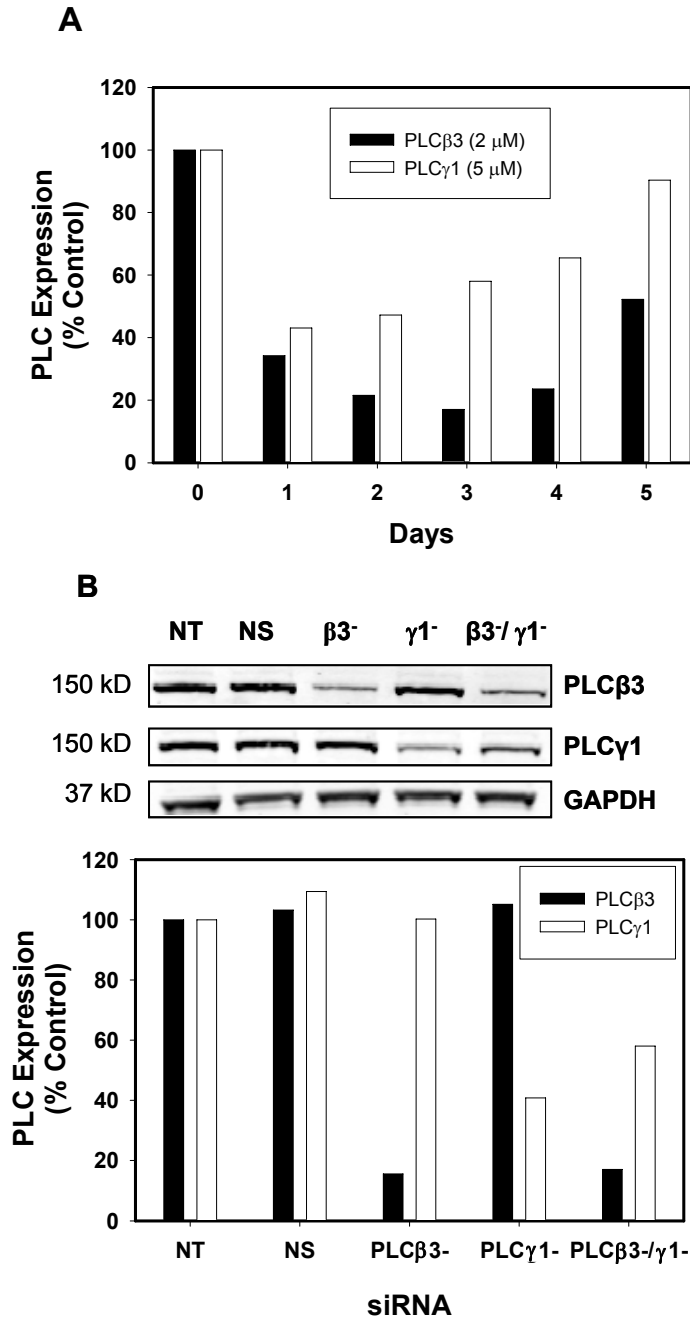 A
PLC Expression
(% Control)
120
100
80
60
40
20
0
PLCβ3 (2 μM)
PLCγ1 (5 μM)
0 1 2 3 4 5
Days
B
NT NS β3- γ1- β3-/ γ1-
150 kD PLCβ3
150 kD PLCγ1
37 kD GAPDH
PLC Expression
(% Control)
120
100
80
60
40
20
0
PLCβ3
PLCγ1
NT NS PLCβ3- PLCγ1- PLCβ3-/γ1-
siRNA